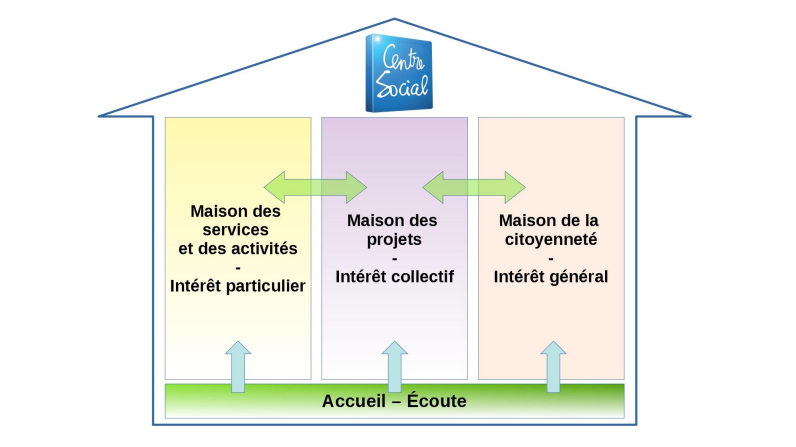 Centre
Social
Maison des
services
et des activités
-
Intérêt particulier
Maison des
projets
-
Intérêt collectif
Maison de la
citoyenneté
-
Intérêt général
Accueil – Écoute